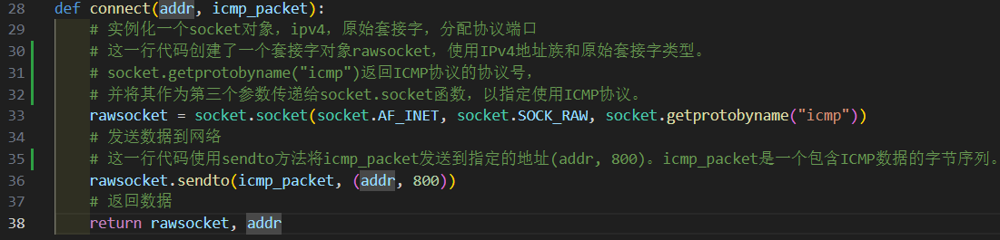 28 def connect(addr, icmp_packet):
29 # 实例化一个socket对象，ipv4，原始套接字，分配协议端口
30 # 这一行代码创建了一个套接字对象rawsocket，使用IPv4地址族和原始套接字类型。
31 # socket.getprotobyname("icmp")返回ICMP协议的协议号，
32 # 并将其作为第三个参数传递给socket.socket函数，以指定使用ICMP协议。
33 rawsocket = socket.socket(socket.AF_INET, socket.SOCK_RAW, socket.getprotobyname("icmp"))
34 # 发送数据到网络
35 # 这一行代码使用sendto方法将icmp_packet发送到指定的地址(addr, 800)。icmp_packet是一个包含ICMP数据的字节序列。
36 rawsocket.sendto(icmp_packet, (addr, 800))
37 # 返回数据
38 return rawsocket, addr